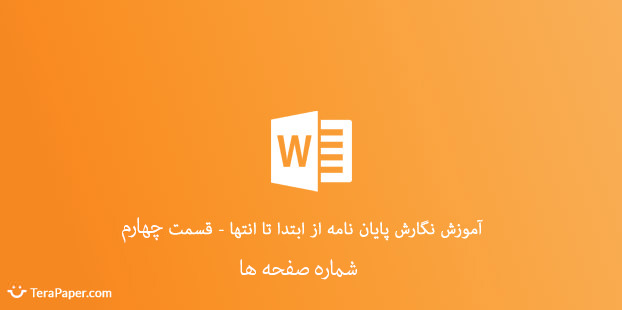 W
آموزش نگارش پایان نامه از ابتدا تا انتها - قسمت چهارم
شماره صفحه ها
TeraPaper.com